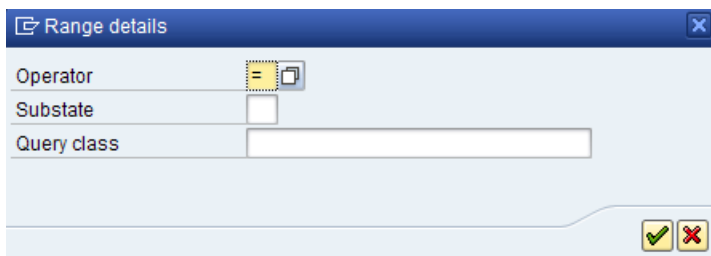 Range details
Operator =
Substate
Query class